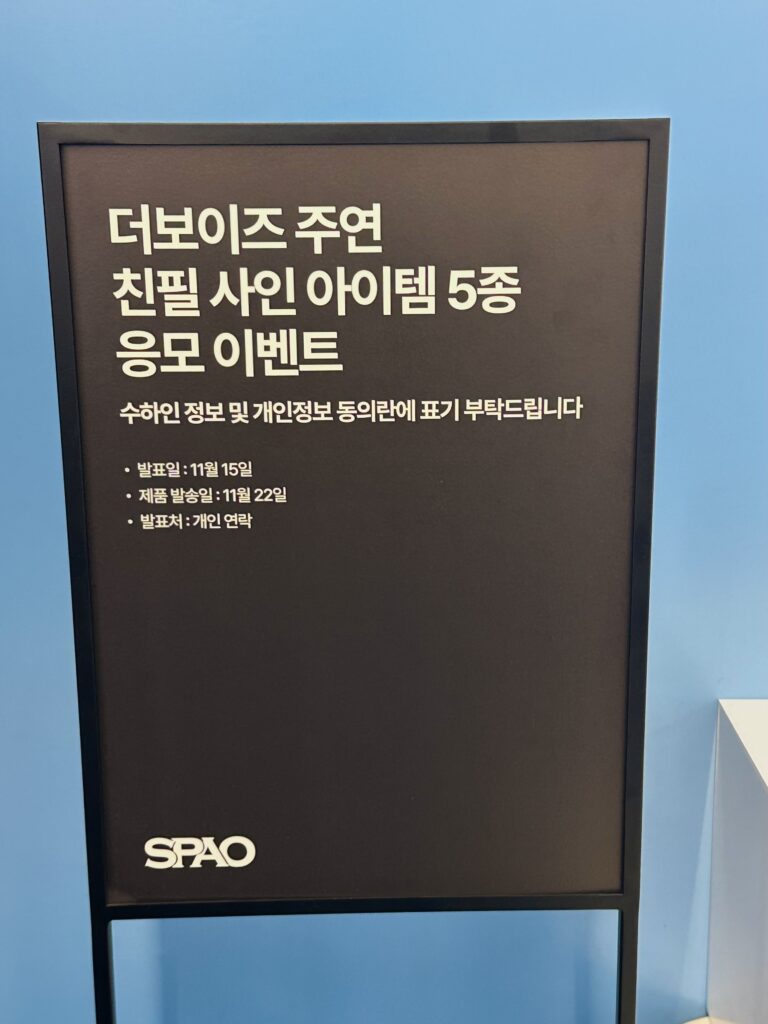 더보이즈 주연
친필 사인 아이템 5종
응모 이벤트
수하인 정보 및 개인정보 동의란에 표기 부탁드립니다
• 발표일 : 11월 15일
• 제품 발송일 : 11월 22일
• 발표처 : 개인 연락
SPAO